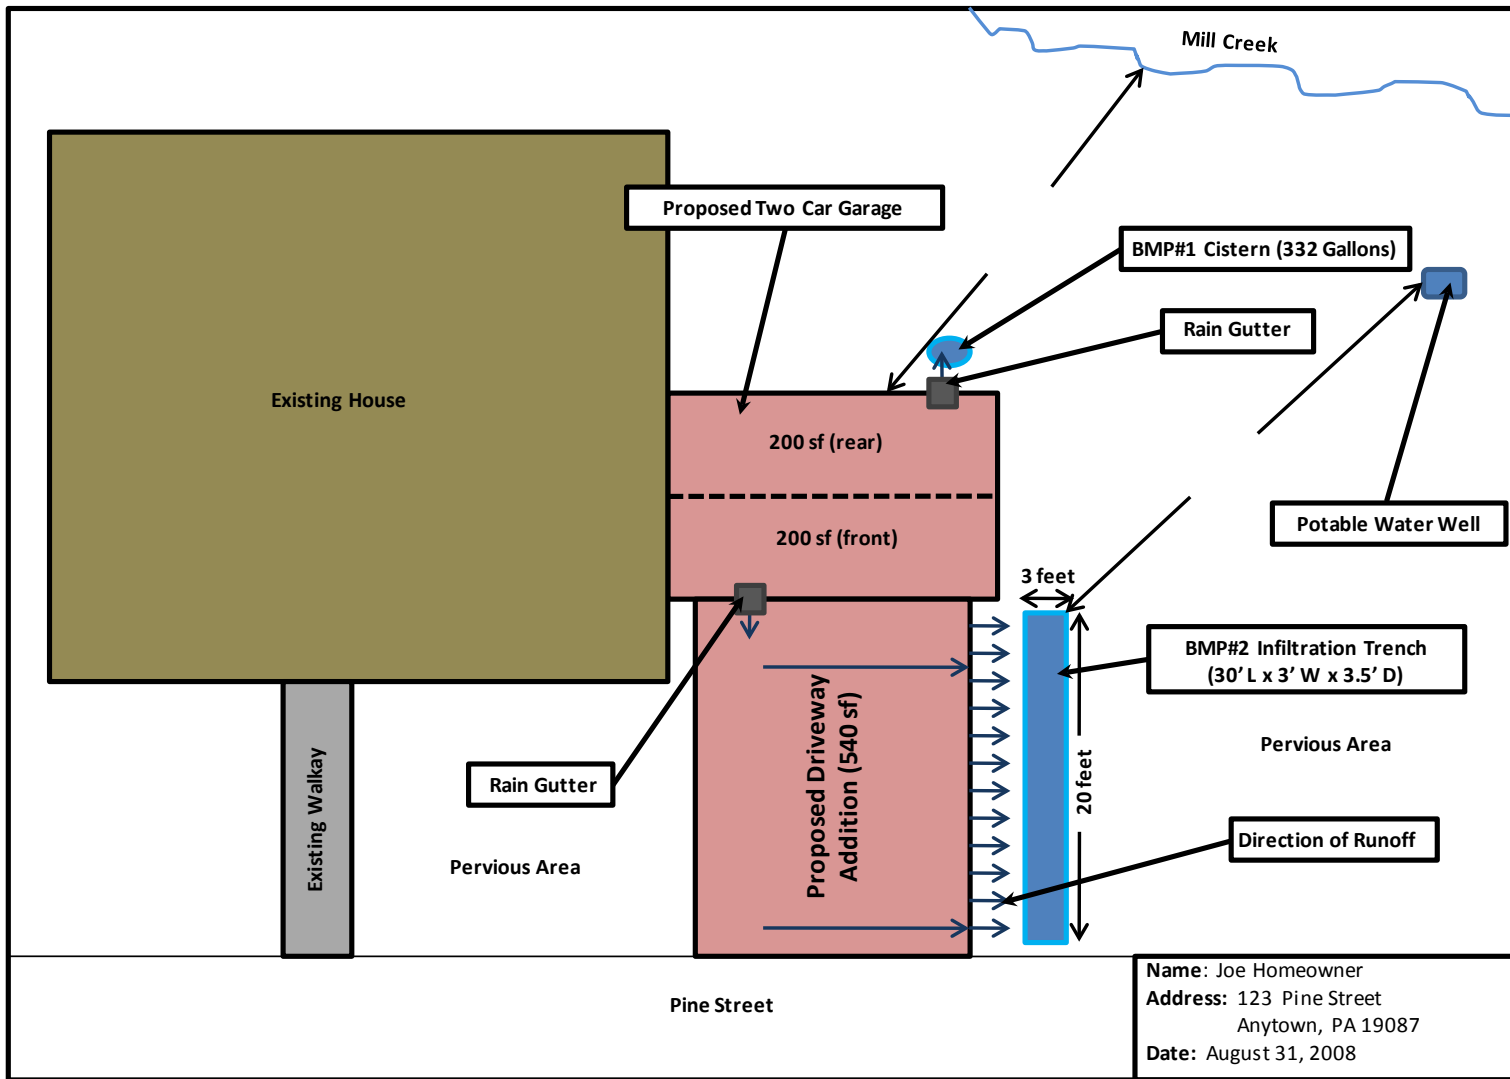 Mill Creek
Proposed Two Car Garage
BMP#1 Cistern (332 Gallons)
Rain Gutter
Existing House
200 sf (rear)
200 sf (front)
Potable Water Well
3 feet
BMP#2 Infiltration Trench
(30’ L x 3’ W x 3.5’ D)
Pervious Area
20 feet
Proposed Driveway
Addition (540 sf)
Rain Gutter
Existing Walkay
Pervious Area
Direction of Runoff
Pine Street
Name: Joe Homeowner
Address: 123 Pine Street
Anytown, PA 19087
Date: August 31, 2008